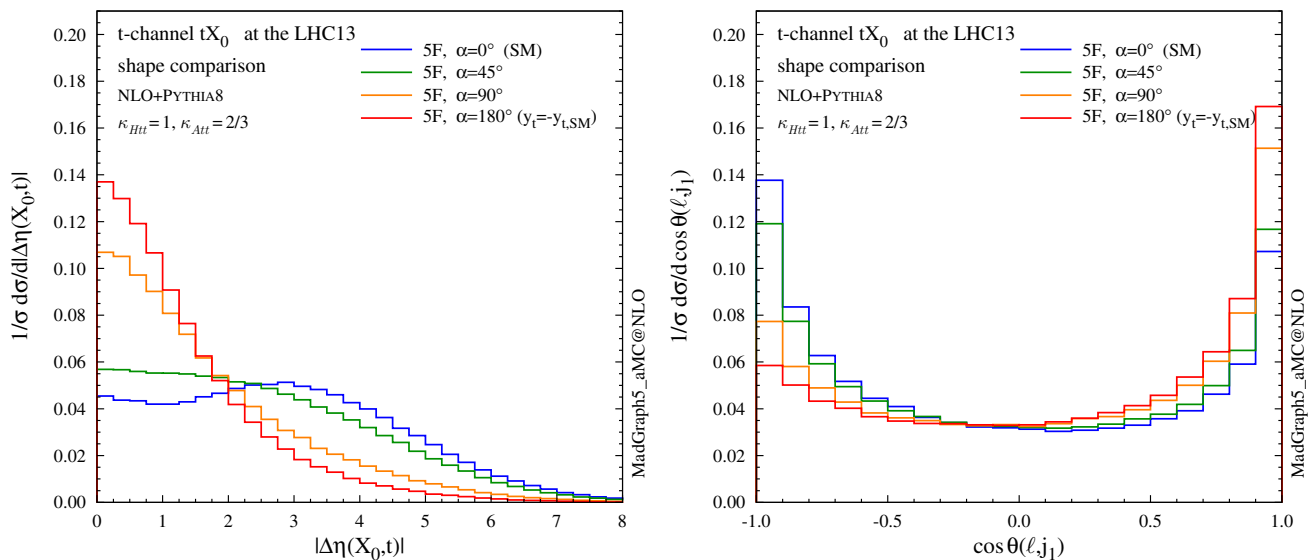 t-channel tX0 at the LHC13
shape comparison
NLO+PYTHIA8
κHtt=1, κAtt=2/3
5F, α=0° (SM)
5F, α=45°
5F, α=90°
5F, α=180° (yt=-yt,SM)
1/σ dσ/d|Δη(X0,t)|
0.20
0.18
0.16
0.14
0.12
0.10
0.08
0.06
0.04
0.02
0.00
0 1 2 3 4 5 6 7 8
|Δη(X0,t)|
MadGraph5_aMC@NLO
t-channel tX0 at the LHC13
shape comparison
NLO+PYTHIA8
κHtt=1, κAtt=2/3
5F, α=0° (SM)
5F, α=45°
5F, α=90°
5F, α=180° (yt=-yt,SM)
1/σ dσ/dcosθ(ℓ,j1)
0.20
0.18
0.16
0.14
0.12
0.10
0.08
0.06
0.04
0.02
0.00
-1.0 -0.5 0.0 0.5 1.0
cosθ(ℓ,j1)
MadGraph5_aMC@NLO